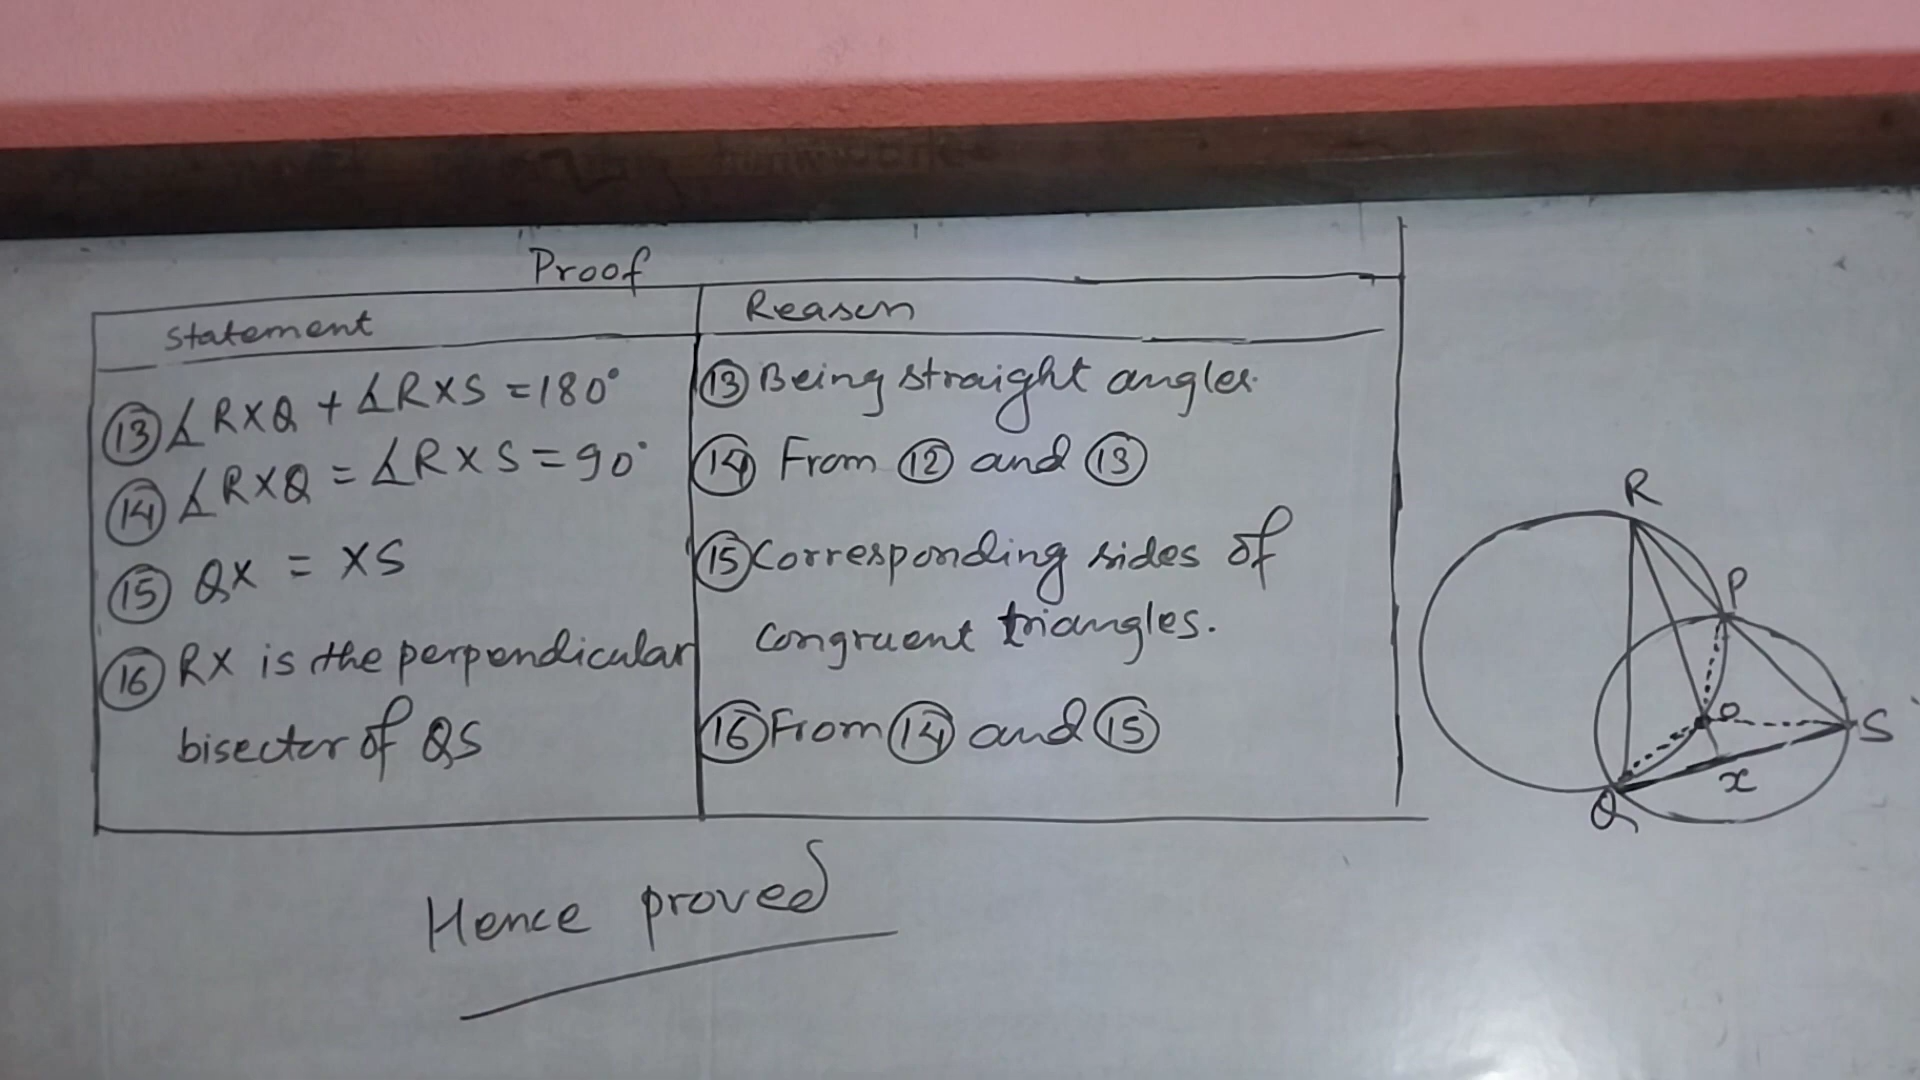 Proof
Statement
Reason
⑬ ∡RXQ + ∡RXS = 180°
⑬ Being straight angles.
⑭ ∡RXQ = ∡RXS = 90°
⑭ From ⑫ and ⑬
⑮ QX = XS
⑮ Corresponding sides of
congruent triangles.
⑯ RX is the perpendicular
bisector of QS
⑯ From ⑭ and ⑮
Hence proved
R
P
O
S
x
Q